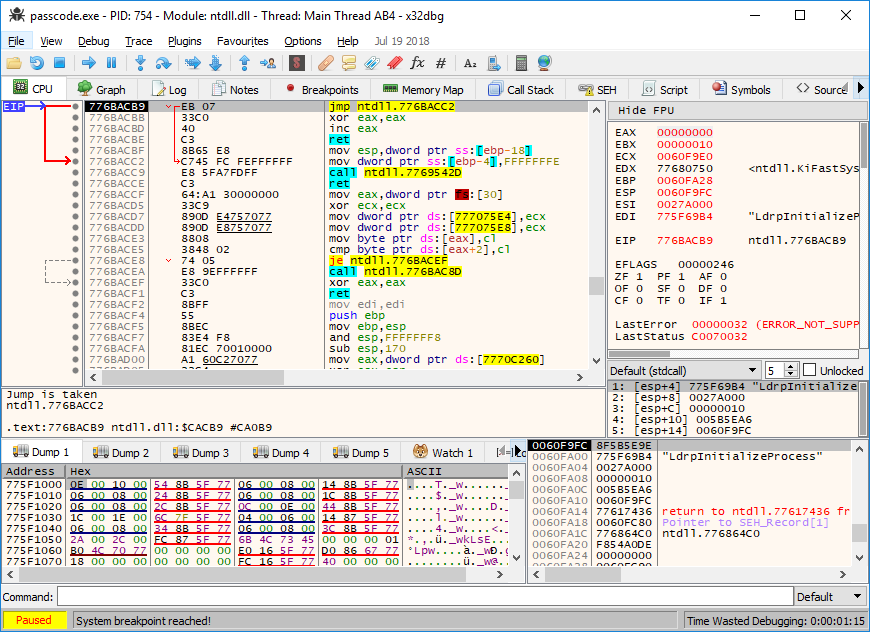 passcode.exe - PID: 754 - Module: ntdll.dll - Thread: Main Thread AB4 - x32dbg
File View Debug Trace Plugins Favourites Options Help Jul 19 2018
CPU Graph Log Notes Breakpoints Memory Map Call Stack SEH Script Symbols Source
EIP
776BACB9 EB 07 jmp ntdll.776BACC2
776BACBB 33C0 xor eax,eax
776BACBD 40 inc eax
776BACBE C3 ret
776BACBF 8B65 E8 mov esp,dword ptr ss:[ebp-18]
776BACC2 C745 FC FEFFFFFF mov dword ptr ss:[ebp-4],FFFFFFFE
776BACC9 E8 5FA7FDFF call ntdll.7769542D
776BACCE C3 ret
776BACCF 64:A1 30000000 mov eax,dword ptr fs:[30]
776BACD5 33C9 xor ecx,ecx
776BACD7 890D E4757077 mov dword ptr ds:[777075E4],ecx
776BACDD 890D E8757077 mov dword ptr ds:[777075E8],ecx
776BACE3 8808 mov byte ptr ds:[eax],cl
776BACE5 3848 02 cmp byte ptr ds:[eax+2],cl
776BACE8 74 05 je ntdll.776BACEF
776BACEA E8 9EFFFFFF call ntdll.776BAC8D
776BACEF 33C0 xor eax,eax
776BACF1 C3 ret
776BACF2 8BFF mov edi,edi
776BACF4 55 push ebp
776BACF5 8BEC mov ebp,esp
776BACF7 83E4 F8 and esp,FFFFFFF8
776BACFA 81EC 70010000 sub esp,170
776BAD00 A1 60C27077 mov eax,dword ptr ds:[7770C260]
Hide FPU
EAX 00000000
EBX 00000010
ECX 0060F9E0
EDX 77680750 <ntdll.KiFastSys
EBP 0060FA28
ESP 0060F9FC
ESI 0027A000
EDI 775F69B4 "LdrpInitializeP
EIP 776BACB9 ntdll.776BACB9
EFLAGS 00000246
ZF 1 PF 1 AF 0
OF 0 SF 0 DF 0
CF 0 TF 0 IF 1
LastError 00000032 (ERROR_NOT_SUPP
LastStatus C0070032
Default (stdcall) 5 Unlocked
1: [esp+4] 775F69B4 "LdrpInitialize
2: [esp+8] 0027A000
3: [esp+C] 00000010
4: [esp+10] 005B5EA6
5: [esp+14] 0060F9FC
Jump is taken
ntdll.776BACC2
.text:776BACB9 ntdll.dll:$CACB9 #CA0B9
Dump 1 Dump 2 Dump 3 Dump 4 Dump 5 Watch 1
Address Hex ASCII
775F1000 0E 00 10 00 54 8B 5F 77 06 00 08 00 14 8B 5F 77 ....T._w......_w
775F1010 06 00 08 00 24 8B 5F 77 06 00 08 00 1C 8B 5F 77
775F1020 06 00 08 00 2C 8B 5F 77 0C 00 0E 00 44 8B 5F 77
775F1030 1C 00 1E 00 6C 7F 5F 77 04 00 06 00 14 87 5F 77
775F1040 06 00 08 00 34 8B 5F 77 06 00 08 00 3C 8B 5F 77
775F1050 2A 00 2C 00 FC 87 5F 77 6B 4C 73 45 00 00 00 01
775F1060 B0 4C 70 77 00 00 00 00 E0 16 5F 77 D0 86 67 77
775F1070 18 00 00 00 00 00 00 00 FC 16 5F 77 40 00 00 00
0060F9FC 8F5B5E9E
0060FA00 775F69B4 "LdrpInitializeProcess"
0060FA04 0027A000
0060FA08 00000010
0060FA0C 005B5EA6
0060FA10 0060F9FC
0060FA14 77617436 return to ntdll.77617436 fr
0060FA18 0060FC80 Pointer to SEH_Record[1]
0060FA1C 776864C0 ntdll.776864C0
0060FA20 F854A0DE
0060FA24 00000000
Command: Default
Paused System breakpoint reached! Time Wasted Debugging: 0:00:01:15